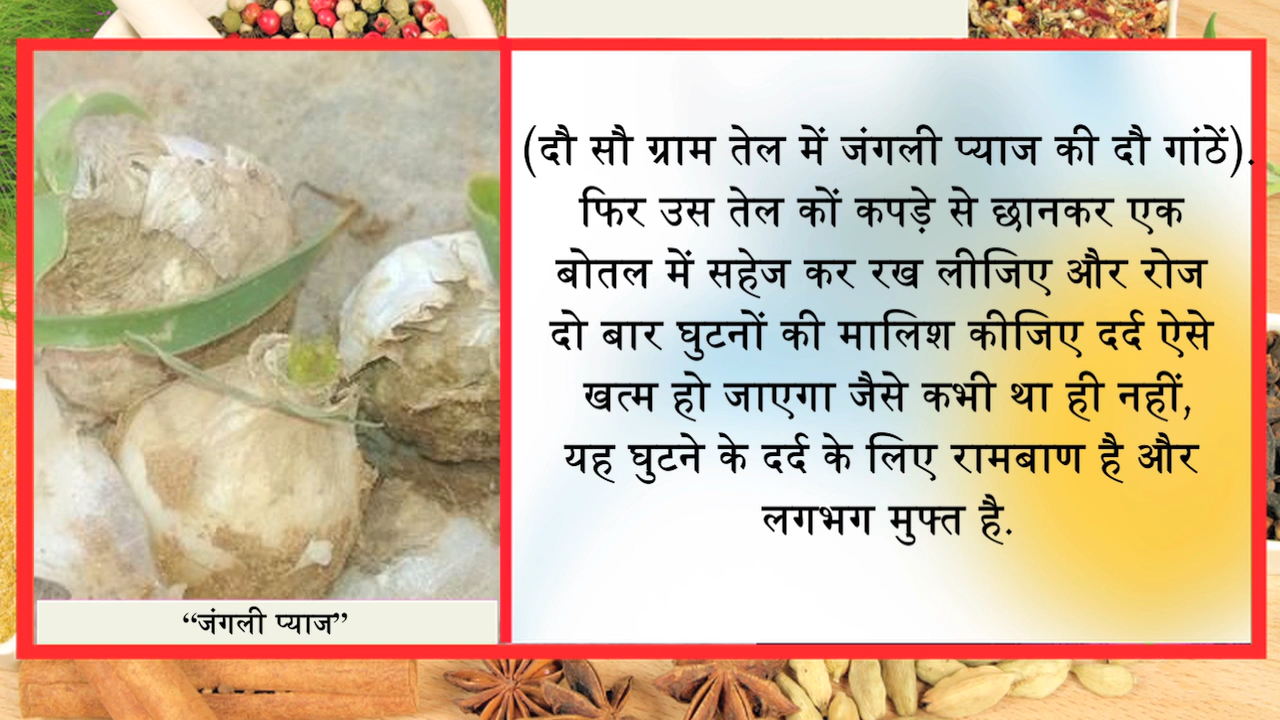 (दौ सौ ग्राम तेल में जंगली प्याज की दौ गांठें).
फिर उस तेल कों कपड़े से छानकर एक
बोतल में सहेज कर रख लीजिए और रोज
दो बार घुटनों की मालिश कीजिए दर्द ऐसे
खत्म हो जाएगा जैसे कभी था ही नहीं,
यह घुटने के दर्द के लिए रामबाण है और
लगभग मुफ्त है.
“जंगली प्याज”